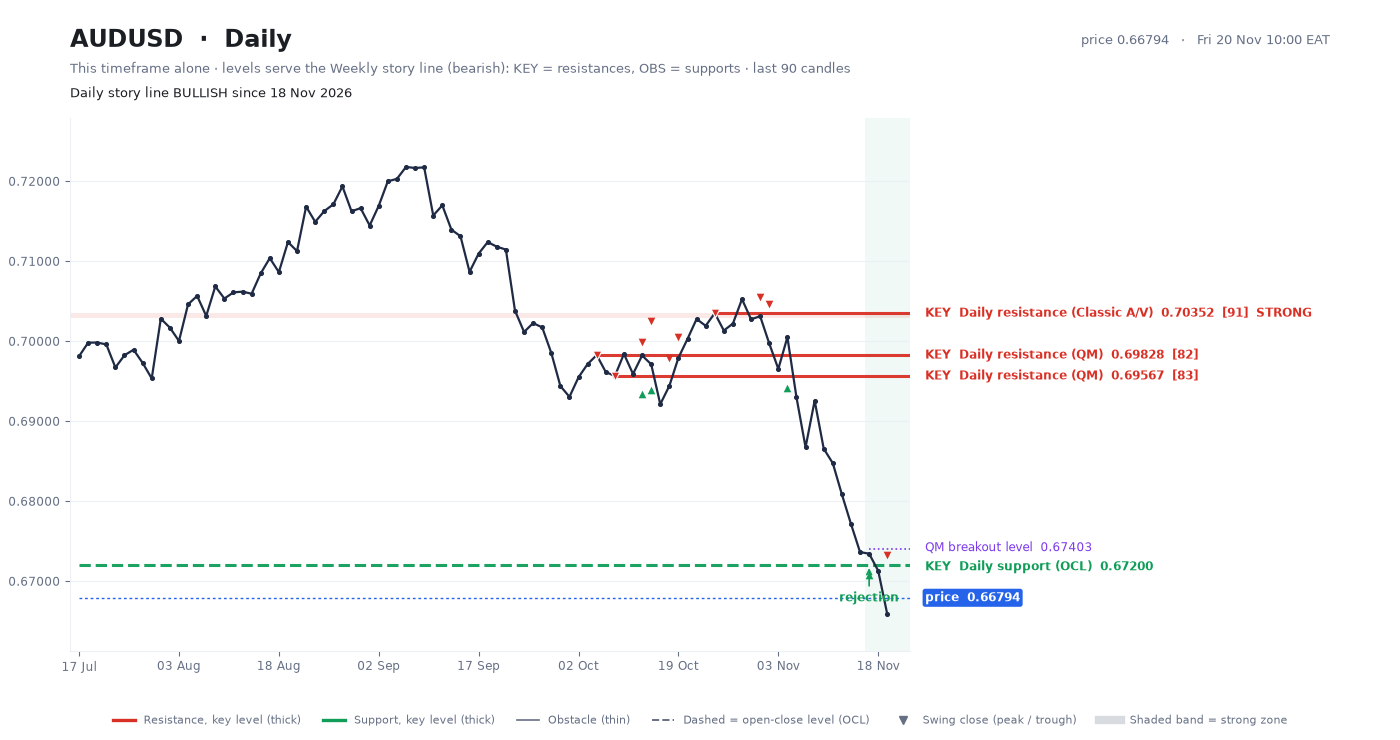 AUDUSD · Daily
price 0.66794 · Fri 20 Nov 10:00 EAT
This timeframe alone · levels serve the Weekly story line (bearish): KEY = resistances, OBS = supports · last 90 candles
Daily story line BULLISH since 18 Nov 2026
0.72000
0.71000
0.70000
0.69000
0.68000
0.67000
KEY Daily resistance (Classic A/V) 0.70352 [91] STRONG
KEY Daily resistance (QM) 0.69828 [82]
KEY Daily resistance (QM) 0.69567 [83]
QM breakout level 0.67403
KEY Daily support (OCL) 0.67200
rejection
price 0.66794
17 Jul
03 Aug
18 Aug
02 Sep
17 Sep
02 Oct
19 Oct
03 Nov
18 Nov
Resistance, key level (thick)
Support, key level (thick)
Obstacle (thin)
Dashed = open-close level (OCL)
Swing close (peak / trough)
Shaded band = strong zone